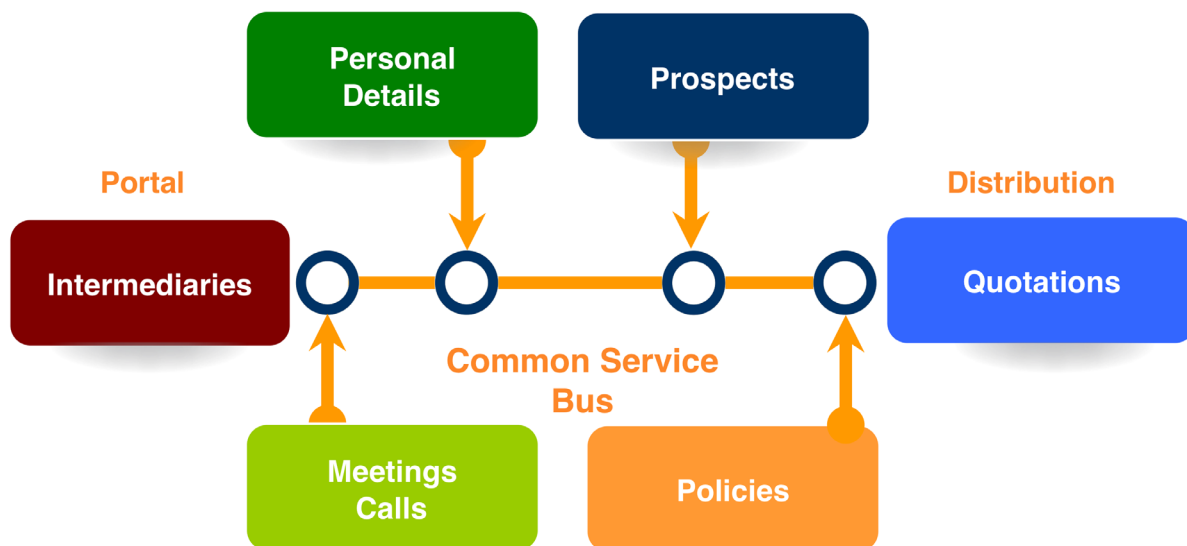 Personal
Details
Prospects
Portal
Distribution
Intermediaries
Quotations
Common Service
Bus
Meetings
Calls
Policies